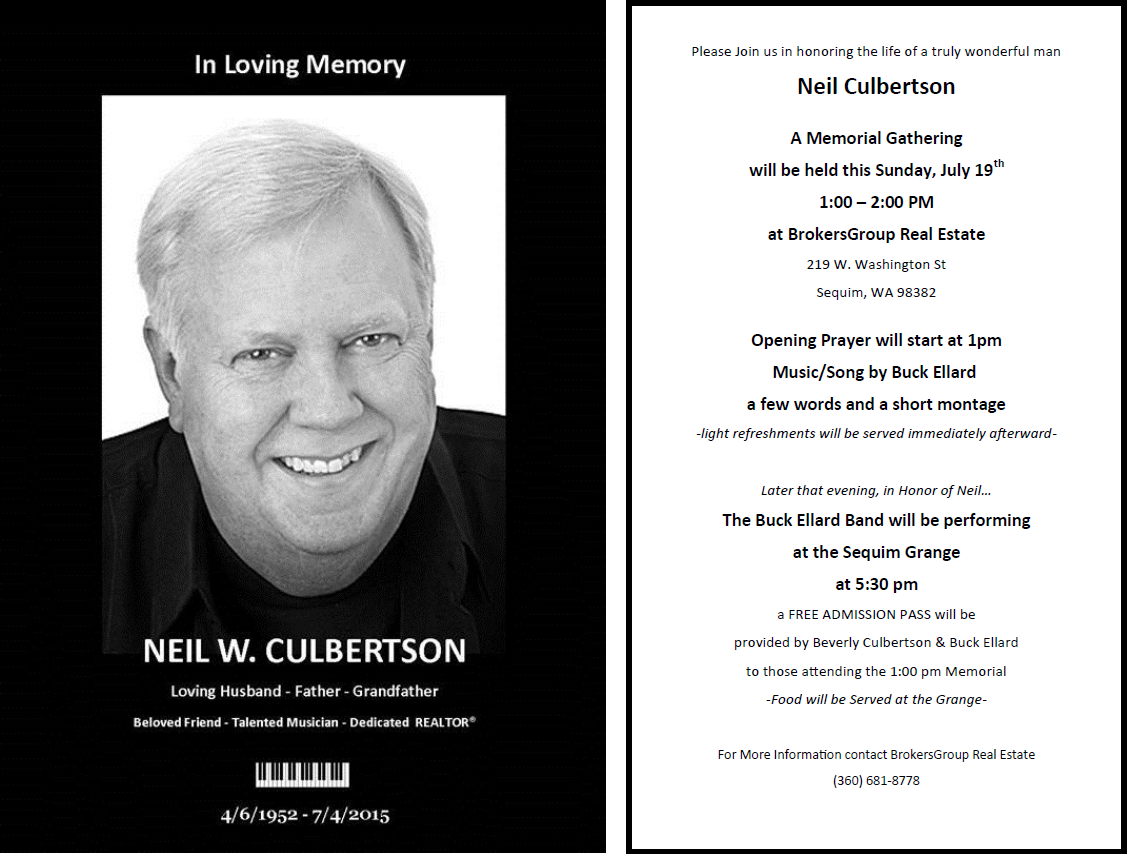 In Loving Memory
NEIL W. CULBERTSON
Loving Husband - Father - Grandfather
Beloved Friend - Talented Musician - Dedicated REALTOR®
4/6/1952 - 7/4/2015
Please Join us in honoring the life of a truly wonderful man
Neil Culbertson
A Memorial Gathering
will be held this Sunday, July 19th
1:00 – 2:00 PM
at BrokersGroup Real Estate
219 W. Washington St
Sequim, WA 98382
Opening Prayer will start at 1pm
Music/Song by Buck Ellard
a few words and a short montage
-light refreshments will be served immediately afterward-
Later that evening, in Honor of Neil…
The Buck Ellard Band will be performing
at the Sequim Grange
at 5:30 pm
a FREE ADMISSION PASS will be
provided by Beverly Culbertson & Buck Ellard
to those attending the 1:00 pm Memorial
-Food will be Served at the Grange-
For More Information contact BrokersGroup Real Estate
(360) 681-8778